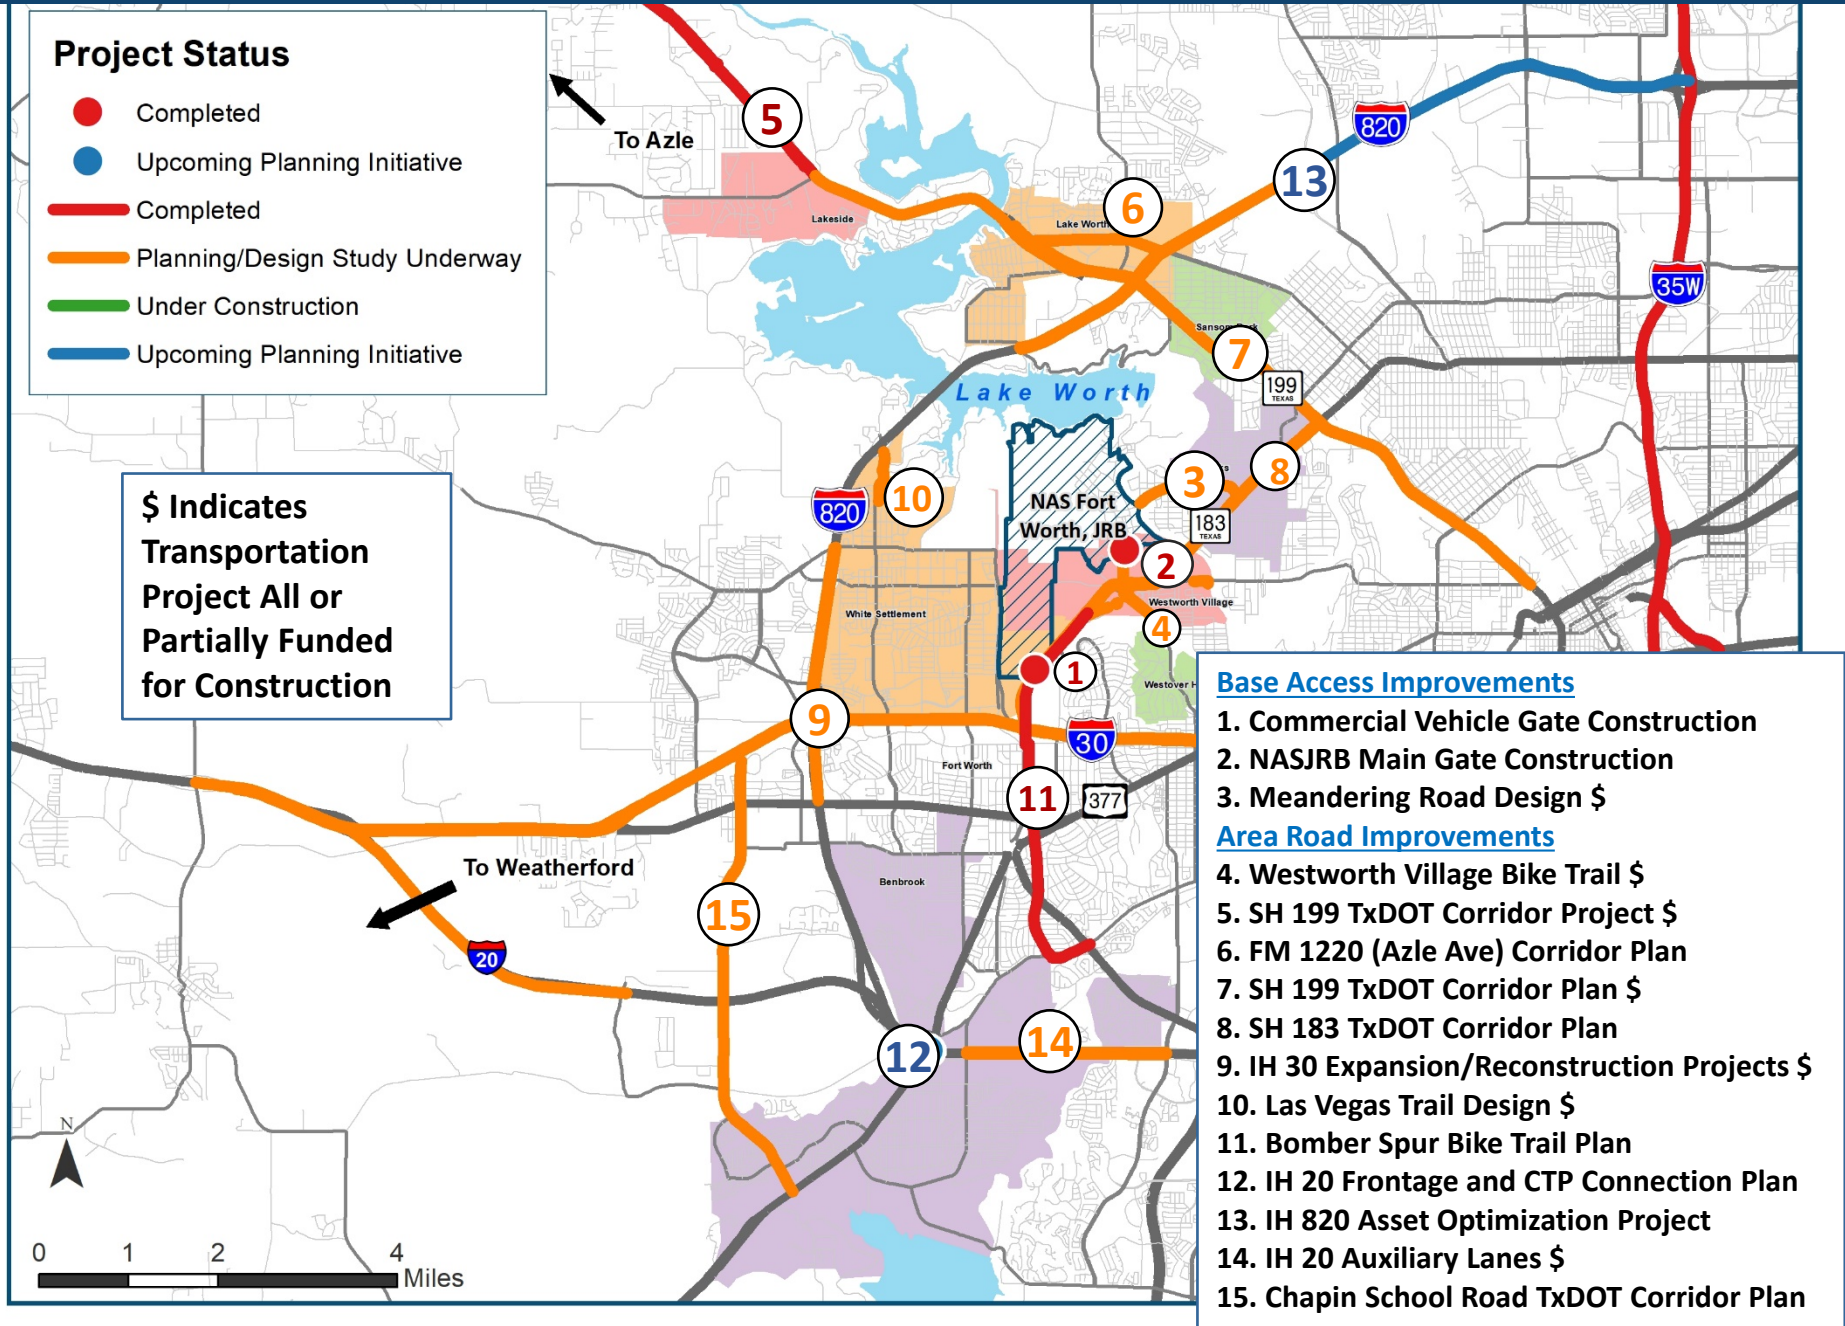 Project Status
Completed
Upcoming Planning Initiative
Completed
Planning/Design Study Underway
Under Construction
Upcoming Planning Initiative
To Azle
5
820
13
6
Lakeside
Lake Worth
35W
7
199
TEXAS
Lake Worth
$ Indicates
Transportation
Project All or
Partially Funded
for Construction
820
10
NAS Fort
Worth, JRB
3
8
183
TEXAS
2
White Settlement
Westworth Village
4
1
9
30
Fort Worth
11
377
To Weatherford
Benbrook
15
20
12
14
N
0 1 2 4
Miles
Base Access Improvements
1. Commercial Vehicle Gate Construction
2. NASJRB Main Gate Construction
3. Meandering Road Design $
Area Road Improvements
4. Westworth Village Bike Trail $
5. SH 199 TxDOT Corridor Project $
6. FM 1220 (Azle Ave) Corridor Plan
7. SH 199 TxDOT Corridor Plan $
8. SH 183 TxDOT Corridor Plan
9. IH 30 Expansion/Reconstruction Projects $
10. Las Vegas Trail Design $
11. Bomber Spur Bike Trail Plan
12. IH 20 Frontage and CTP Connection Plan
13. IH 820 Asset Optimization Project
14. IH 20 Auxiliary Lanes $
15. Chapin School Road TxDOT Corridor Plan